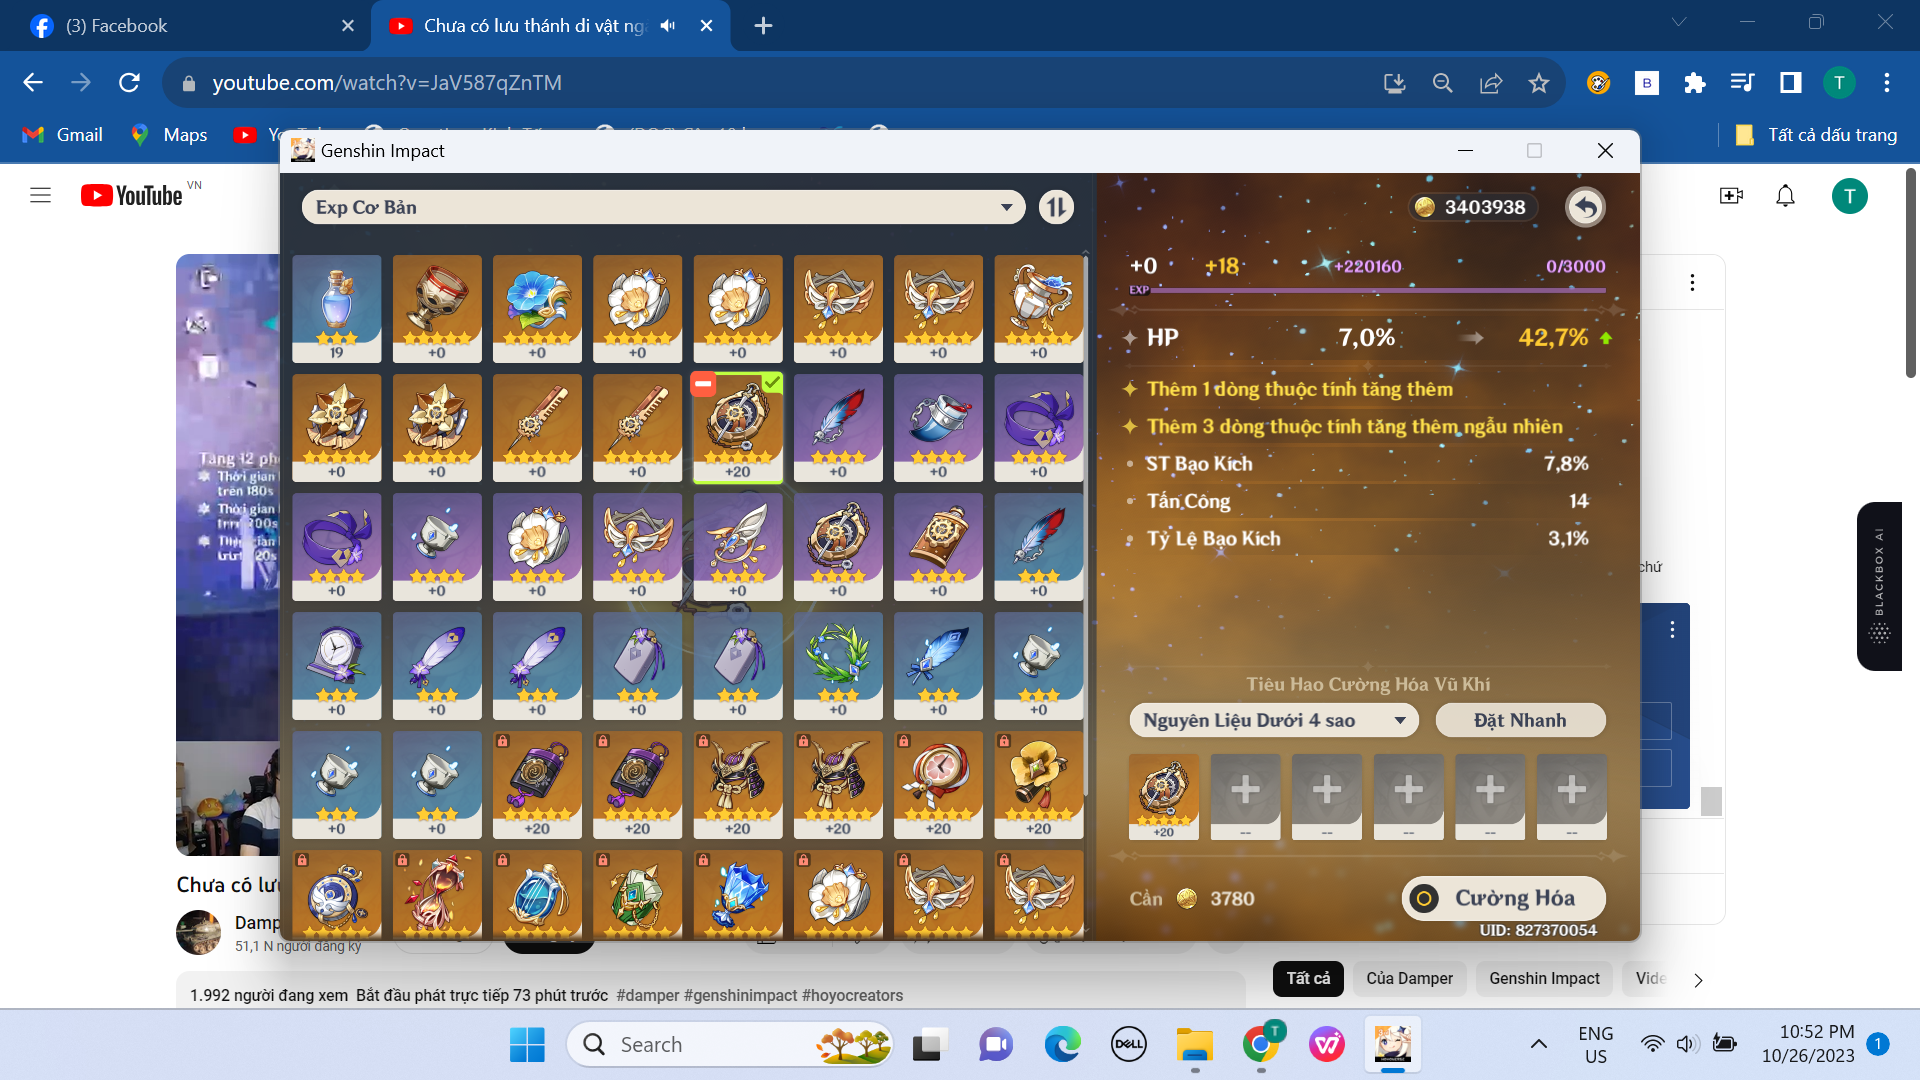 (3) Facebook
Chưa có lưu thánh di vật ngà
youtube.com/watch?v=JaV587qZnTM
Gmail
Maps
Tất cả dấu trang
YouTube VN
Genshin Impact
Exp Cơ Bản
3403938
+0 +18 +220160 0/3000
EXP
HP 7,0% 42,7%
Thêm 1 dòng thuộc tính tăng thêm
Thêm 3 dòng thuộc tính tăng thêm ngẫu nhiên
ST Bạo Kích 7,8%
Tấn Công 14
Tỷ Lệ Bạo Kích 3,1%
19 +0 +0 +0 +0 +0 +0 +0
+0 +0 +0 +0 +20 +0 +0 +0
+0 +0 +0 +0 +0 +0 +0 +0
+0 +0 +0 +0 +0 +0 +0 +0
+0 +0 +20 +20 +20 +20 +20 +20
Tầng 12 ph
Thời gian
trên 180s
Thời gian
Tiêu Hao Cường Hóa Vũ Khí
Nguyên Liệu Dưới 4 sao
Đặt Nhanh
+20 -- -- -- -- --
Cần 3780
Cường Hóa
UID: 827370054
chứ
BLACKBOX AI
Chưa có lưu
Damp
51,1 N người đăng ký
1.992 người đang xem Bắt đầu phát trực tiếp 73 phút trước #damper #genshinimpact #hoyocreators
Tất cả
Của Damper
Genshin Impact
Vide
Search
DELL
ENG
US
10:52 PM
10/26/2023
1